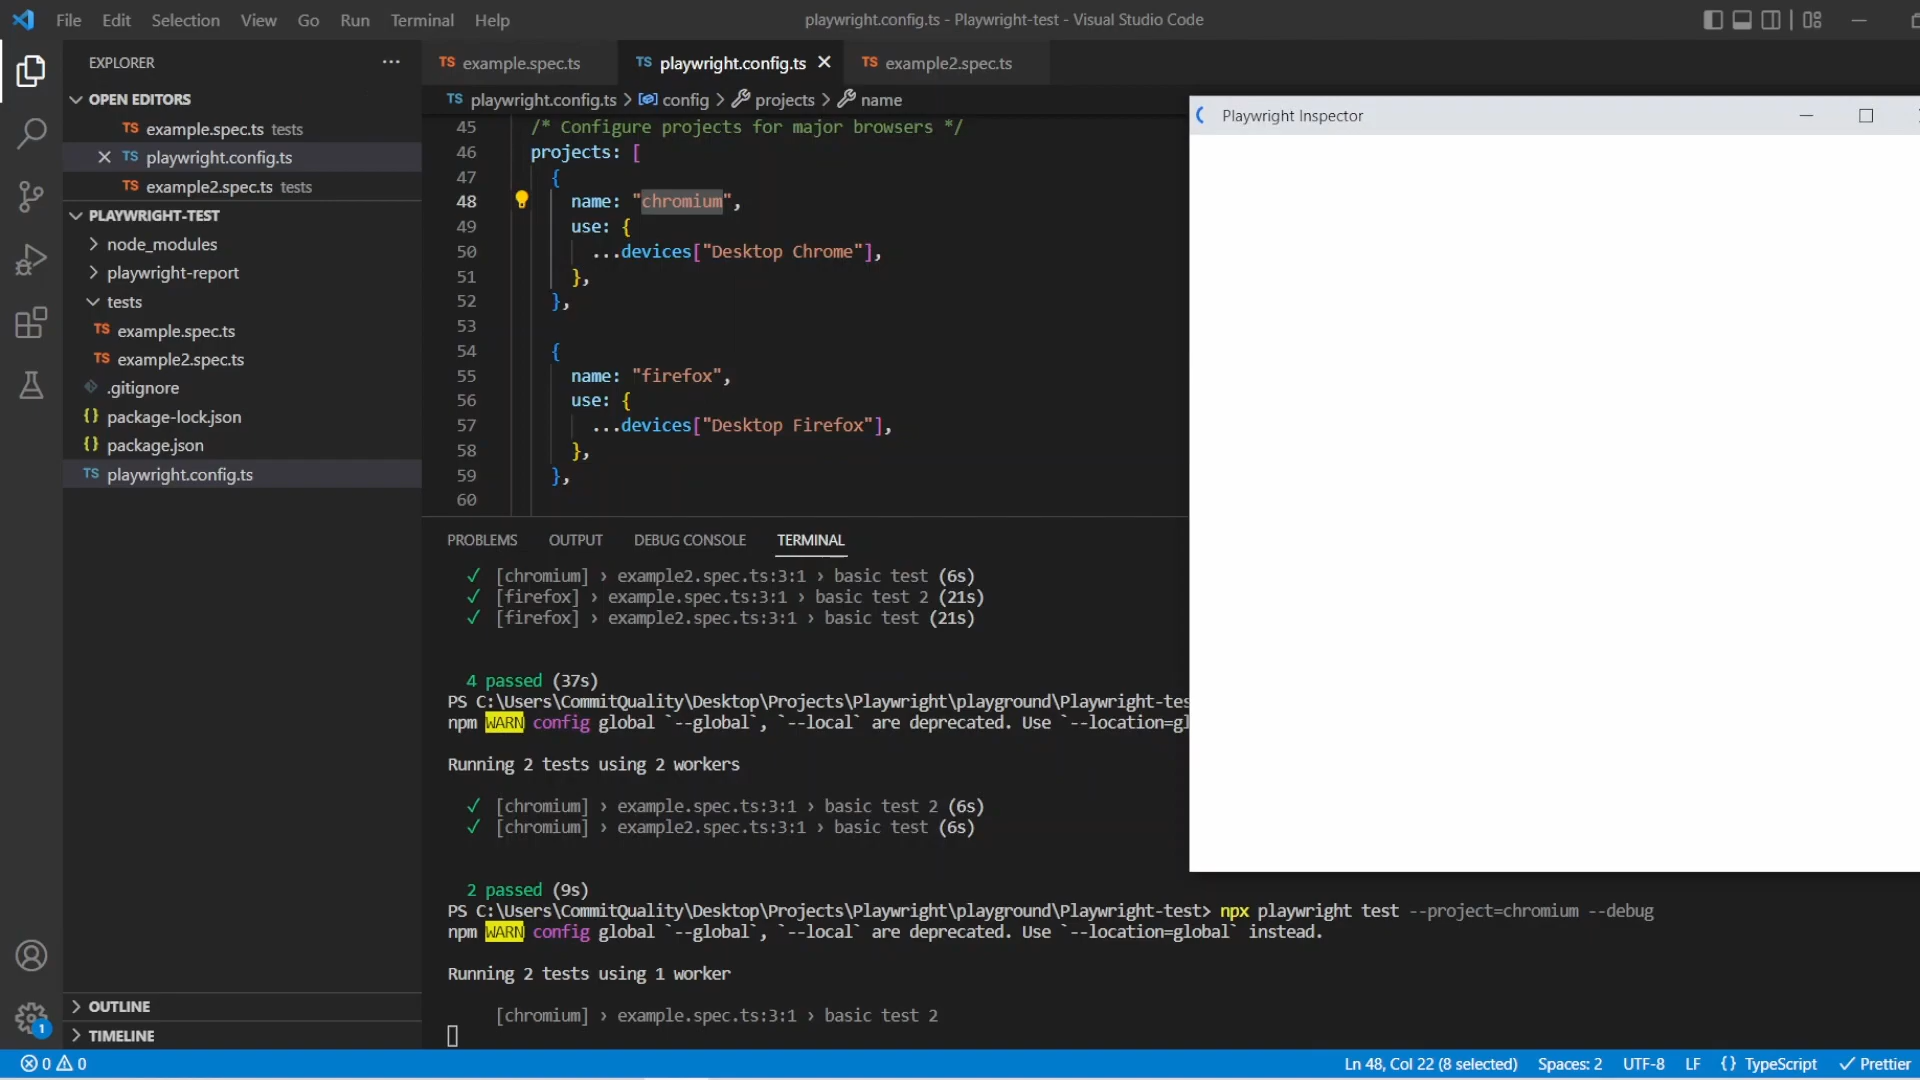 File Edit Selection View Go Run Terminal Help
playwright.config.ts - Playwright-test - Visual Studio Code
EXPLORER
OPEN EDITORS
TS example.spec.ts tests
TS playwright.config.ts
TS example2.spec.ts tests
PLAYWRIGHT-TEST
node_modules
playwright-report
tests
TS example.spec.ts
TS example2.spec.ts
.gitignore
{} package-lock.json
{} package.json
TS playwright.config.ts
OUTLINE
TIMELINE
1
TS example.spec.ts
TS playwright.config.ts
TS example2.spec.ts
TS playwright.config.ts > config > projects > name
45 /* Configure projects for major browsers */
46 projects: [
47 {
48 name: "chromium",
49 use: {
50 ...devices["Desktop Chrome"],
51 },
52 },
53
54 {
55 name: "firefox",
56 use: {
57 ...devices["Desktop Firefox"],
58 },
59 },
60
Playwright Inspector
PROBLEMS OUTPUT DEBUG CONSOLE TERMINAL
✓ [chromium] › example2.spec.ts:3:1 › basic test (6s)
✓ [firefox] › example.spec.ts:3:1 › basic test 2 (21s)
✓ [firefox] › example2.spec.ts:3:1 › basic test (21s)
4 passed (37s)
PS C:\Users\CommitQuality\Desktop\Projects\Playwright\playground\Playwright-tes
npm WARN config global `--global`, `--local` are deprecated. Use `--location=gl
Running 2 tests using 2 workers
✓ [chromium] › example.spec.ts:3:1 › basic test 2 (6s)
✓ [chromium] › example2.spec.ts:3:1 › basic test (6s)
2 passed (9s)
PS C:\Users\CommitQuality\Desktop\Projects\Playwright\playground\Playwright-test> npx playwright test --project=chromium --debug
npm WARN config global `--global`, `--local` are deprecated. Use `--location=global` instead.
Running 2 tests using 1 worker
[chromium] › example.spec.ts:3:1 › basic test 2
0 0
Ln 48, Col 22 (8 selected) Spaces: 2 UTF-8 LF {} TypeScript ✓ Prettier